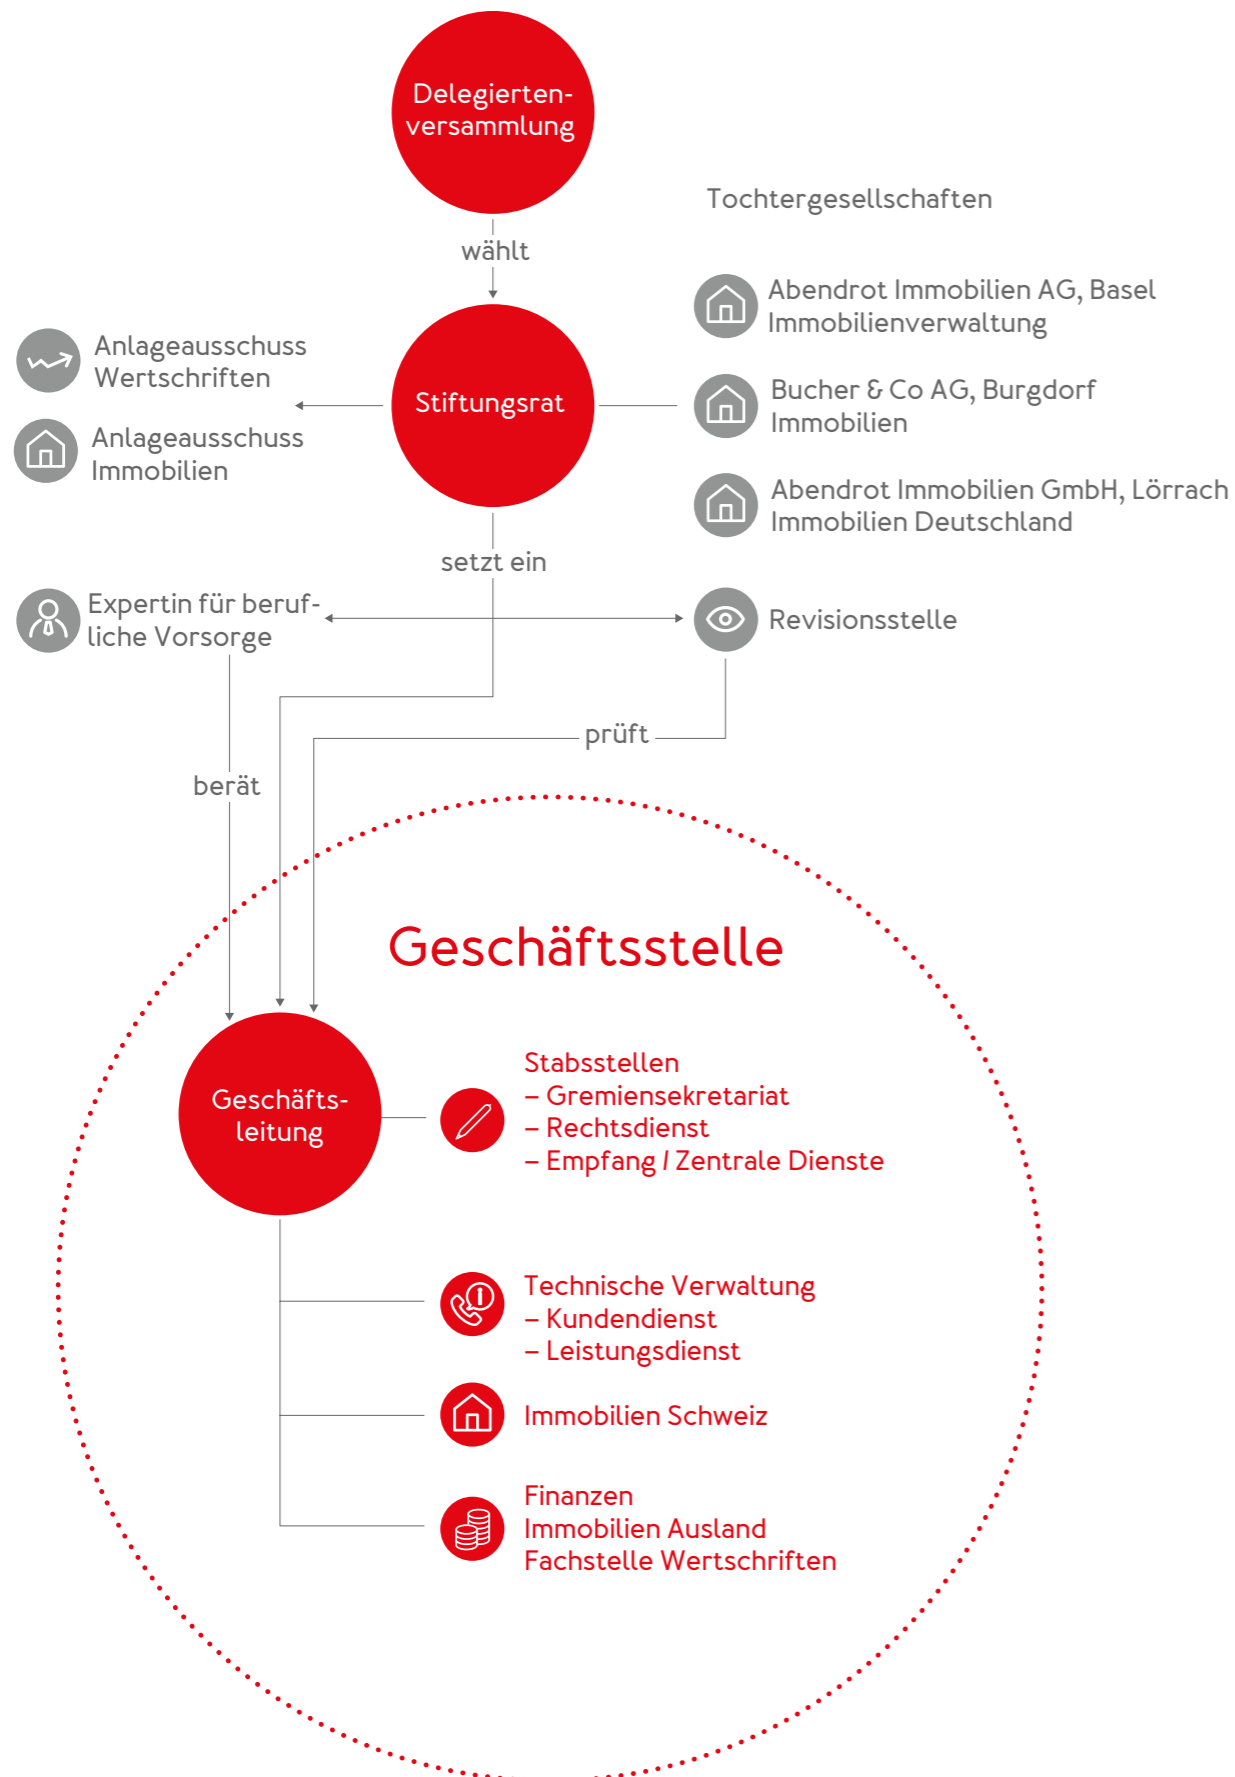 Delegierten-
versammlung
wählt
Tochtergesellschaften
Abendrot Immobilien AG, Basel
Immobilienverwaltung
Anlageausschuss
Wertschriften
Stiftungsrat
Bucher & Co AG, Burgdorf
Immobilien
Anlageausschuss
Immobilien
Abendrot Immobilien GmbH, Lörrach
Immobilien Deutschland
setzt ein
Expertin für beruf-
liche Vorsorge
Revisionsstelle
prüft
berät
Geschäftsstelle
Geschäfts-
leitung
Stabsstellen
– Gremiensekretariat
– Rechtsdienst
– Empfang / Zentrale Dienste
Technische Verwaltung
– Kundendienst
– Leistungsdienst
Immobilien Schweiz
Finanzen
Immobilien Ausland
Fachstelle Wertschriften